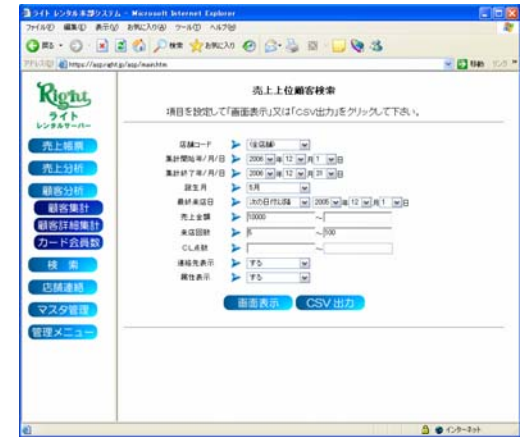 ライト レンタル本部システム - Microsoft Internet Explorer
ファイル(F) 編集(E) 表示(V) お気に入り(A) ツール(T) ヘルプ(H)
戻る 検索 お気に入り
アドレス(D) 移動 リンク
Right
ライト
レンタルサーバー
売上帳票
売上分析
顧客分析
顧客集計
顧客詳細集計
カード会員数
検 索
店舗連絡
マスタ管理
管理メニュー
売上上位顧客検索
項目を設定して「画面表示」又は「CSV出力」をクリックして下さい。
店舗コード (全店舗)
集計開始年/月/日 2006 年 12 月 1 日
集計終了年/月/日 2006 年 12 月 31 日
誕生月 5月
最終来店日 次の日付以降 2005 年 12 月 1 日
売上金額 10000 ~
来店回数 5 ~ 500
CL点数 ~
連絡先表示 する
属性表示 する
画面表示 CSV 出力
インターネット